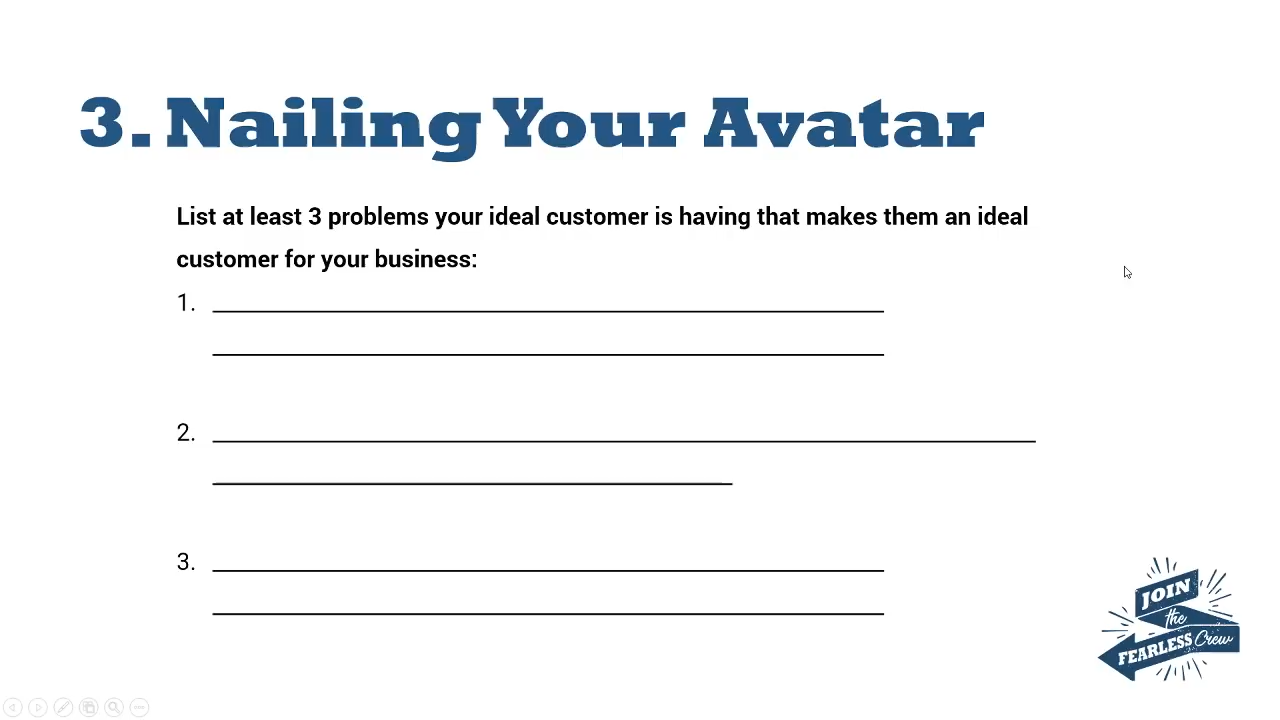 3. Nailing Your Avatar
List at least 3 problems your ideal customer is having that makes them an ideal
customer for your business:
1.
2.
3.
JOIN
the
FEARLESS Crew